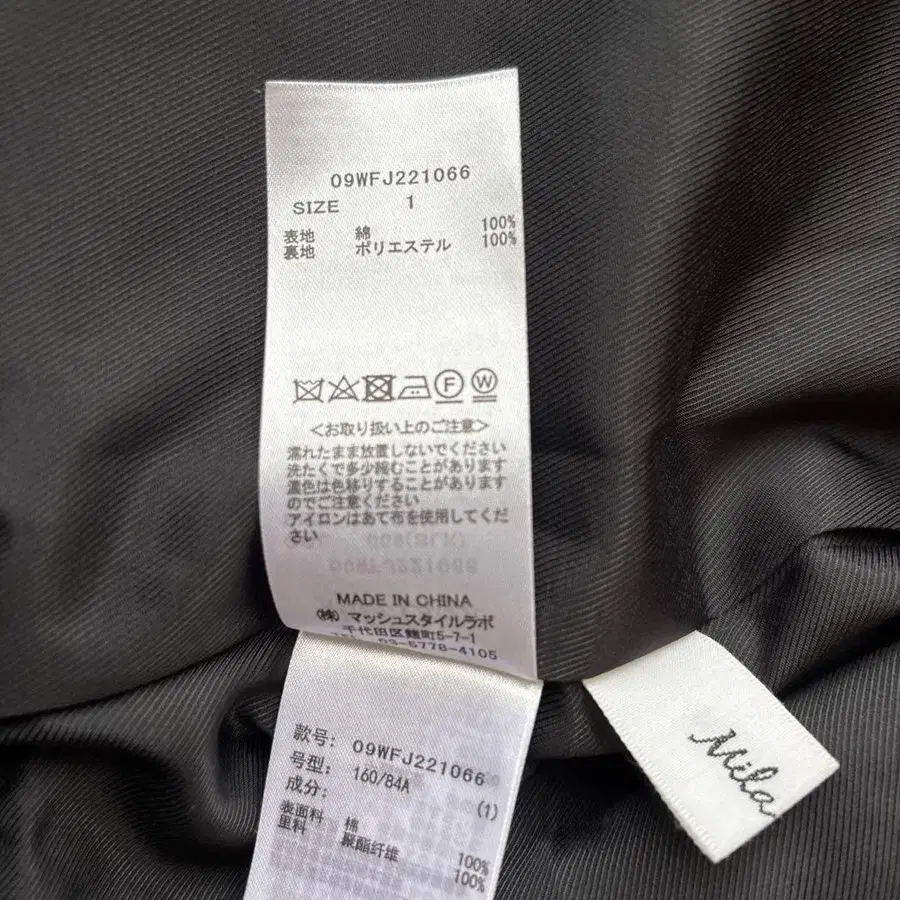 09WFJ221066
SIZE 1
表地 綿 100%
裏地 ポリエステル 100%
F W
<お取り扱い上のご注意>
濡れたまま放置しないでください
洗たくで多少縮むことがあります
濃色は色移りすることがあります
のでご注意ください
アイロンはあて布を使用してくだ
さい
MADE IN CHINA
(株) マッシュスタイルラボ
千代田区麹町5-7-1
03-5778-4105
款号: 09WFJ221066
号型: 160/84A (1)
成分:
表面料 棉 100%
里料 聚酯纤维 100%
Mila